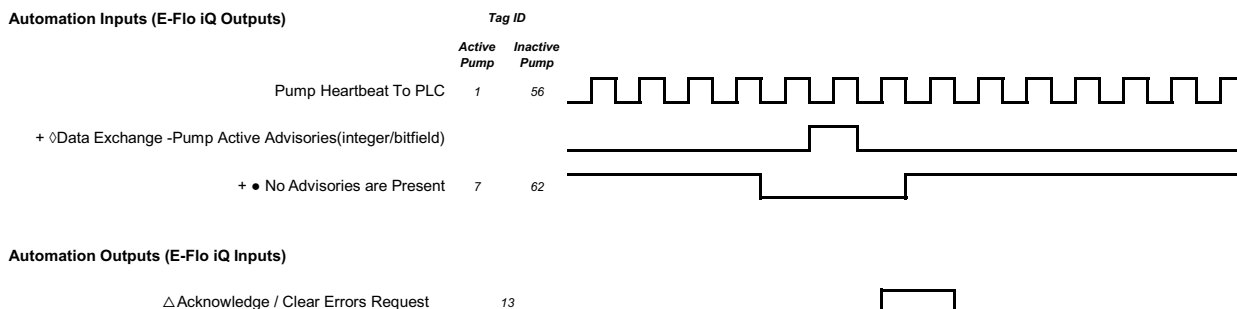 Automation Inputs (E-Flo iQ Outputs) Tag ID
Active Pump Inactive Pump
Pump Heartbeat To PLC 1 56
+ ◊Data Exchange -Pump Active Advisories(integer/bitfield)
+ ● No Advisories are Present 7 62
Automation Outputs (E-Flo iQ Inputs)
△Acknowledge / Clear Errors Request 13